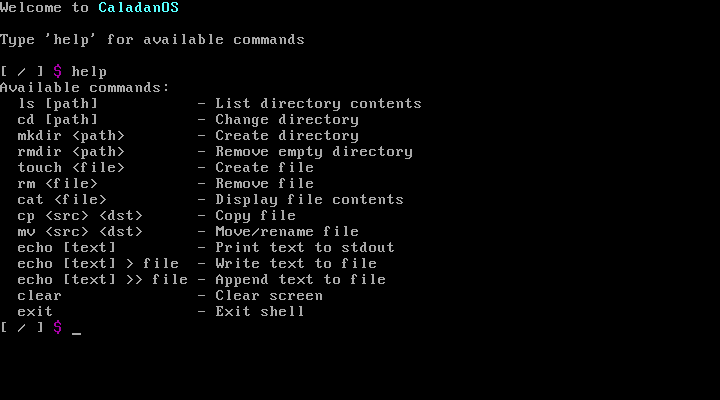 Welcome to CaladanOS
Type 'help' for available commands
[ / ] $ help
Available commands:
  ls [path]           - List directory contents
  cd [path]           - Change directory
  mkdir <path>        - Create directory
  rmdir <path>        - Remove empty directory
  touch <file>        - Create file
  rm <file>           - Remove file
  cat <file>          - Display file contents
  cp <src> <dst>      - Copy file
  mv <src> <dst>      - Move/rename file
  echo [text]         - Print text to stdout
  echo [text] > file  - Write text to file
  echo [text] >> file - Append text to file
  clear               - Clear screen
  exit                - Exit shell
[ / ] $ _